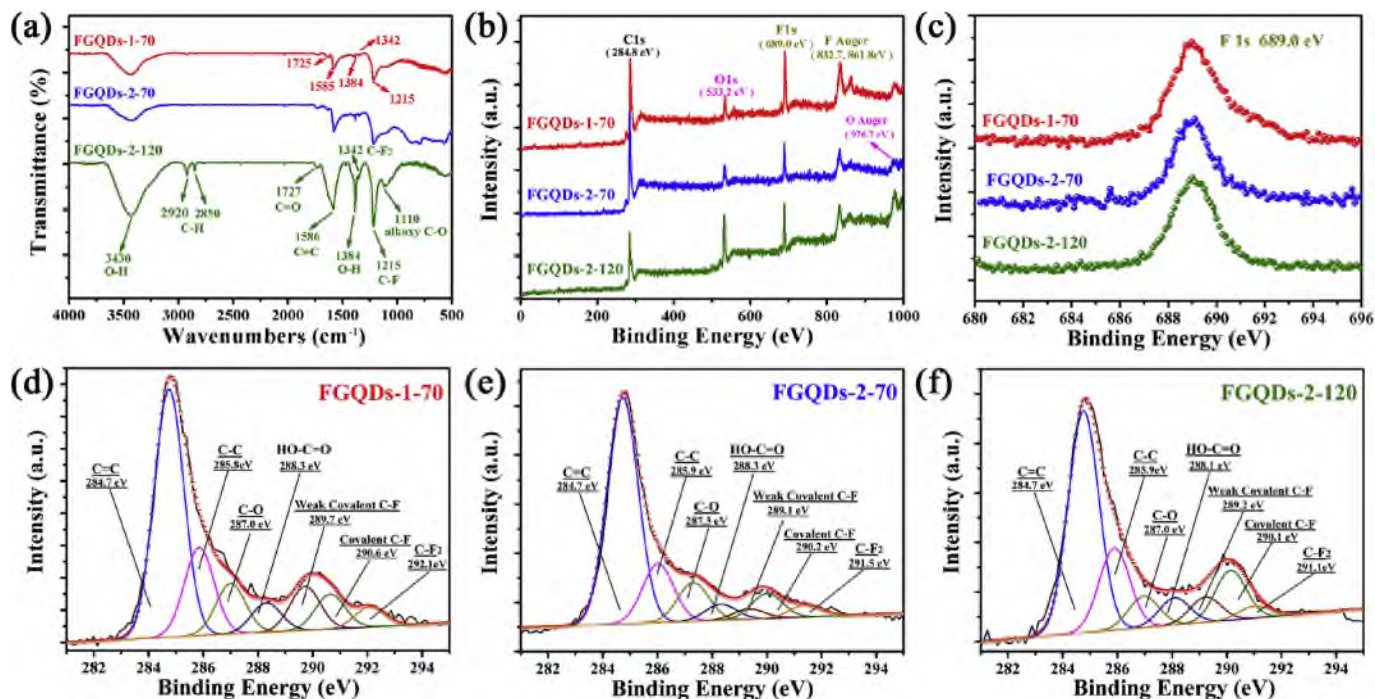 (a)
FGQDs-1-70
1342
1725
1585
1384
1215
FGQDs-2-70
FGQDs-2-120
1342 C-F2
1727
C=O
2920
2850
C-H
1110
alkoxy C-O
3430
O-H
1586
C=C
1384
O-H
1215
C-F
Transmittance (%)
4000 3500 3000 2500 2000 1500 1000 500
Wavenumbers (cm-1)
(b)
C1s
(284.8 eV)
F1s
(689.0 eV)
F Auger
(832.7, 861.8eV)
O1s
(533.2 eV)
FGQDs-1-70
O Auger
(976.7 eV)
FGQDs-2-70
FGQDs-2-120
Intensity (a.u.)
0 200 400 600 800 1000
Binding Energy (eV)
(c)
F 1s 689.0 eV
FGQDs-1-70
FGQDs-2-70
FGQDs-2-120
Intensity (a.u.)
680 682 684 686 688 690 692 694 696
Binding Energy (eV)
(d)
FGQDs-1-70
C=C
284.7 eV
C-C
285.8eV
HO-C=O
288.3 eV
C-O
287.0 eV
Weak Covalent C-F
289.7 eV
Covalent C-F
290.6 eV
C-F2
292.1eV
Intensity (a.u.)
282 284 286 288 290 292 294
Binding Energy (eV)
(e)
FGQDs-2-70
C=C
284.7 eV
C-C
285.9 eV
HO-C=O
288.3 eV
C-O
287.3 eV
Weak Covalent C-F
289.1 eV
Covalent C-F
290.2 eV
C-F2
291.5 eV
Intensity (a.u.)
282 284 286 288 290 292 294
Binding Energy (eV)
(f)
FGQDs-2-120
C=C
284.7 eV
C-C
285.9eV
HO-C=O
288.1 eV
C-O
287.0 eV
Weak Covalent C-F
289.2 eV
Covalent C-F
290.1 eV
C-F2
291.1eV
Intensity (a.u.)
282 284 286 288 290 292 294
Binding Energy (eV)